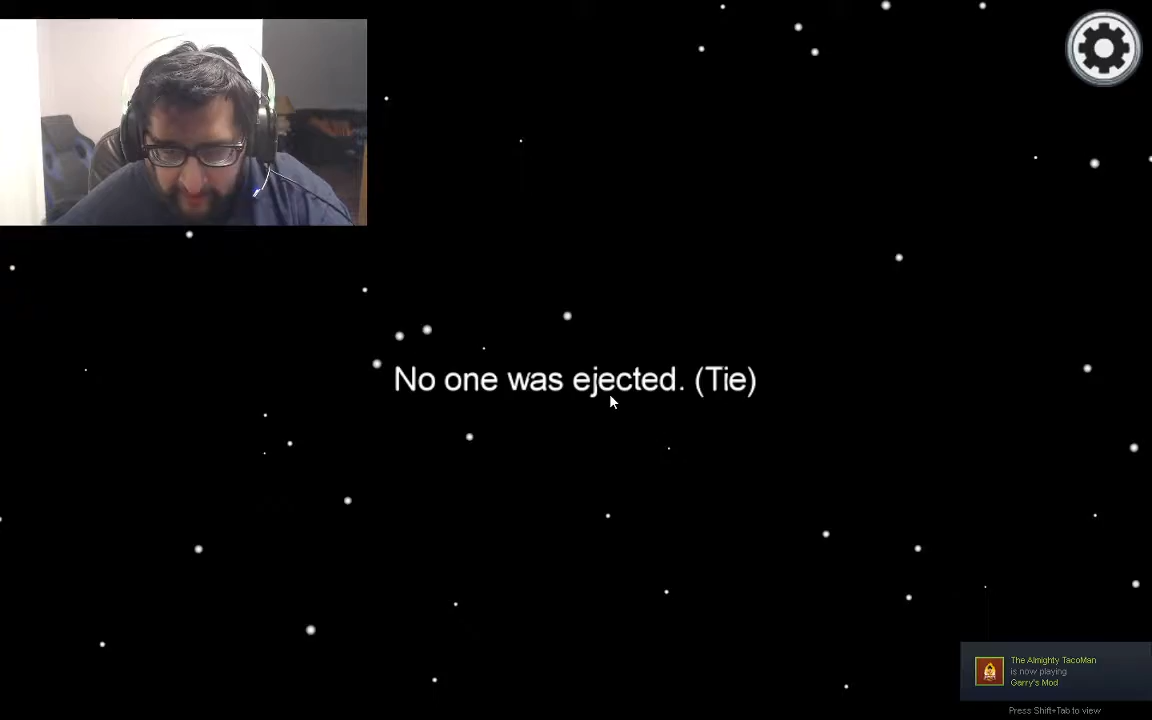 No one was ejected. (Tie)
The Almighty TacoMan
is now playing
Garry's Mod
Press Shift+Tab to view